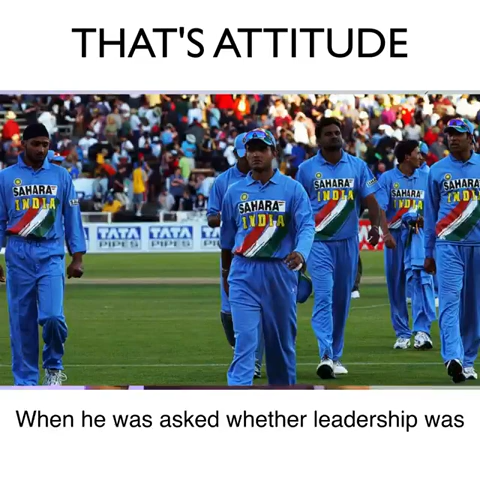 THAT'S ATTITUDE
SAHARA
INDIA
SAHARA
INDIA
SAHARA
INDIA
SAHARA
INDIA
SAHARA
TATA
PIPES
TATA
PIPES
When he was asked whether leadership was